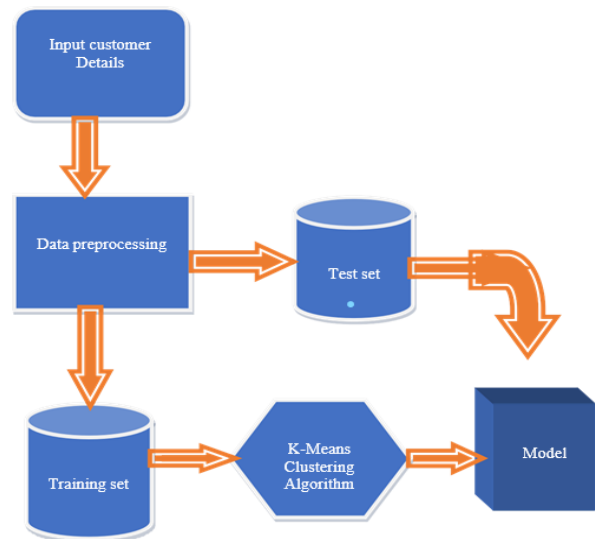 Input customer
Details
Data preprocessing
Test set
Training set
K-Means
Clustering
Algorithm
Model